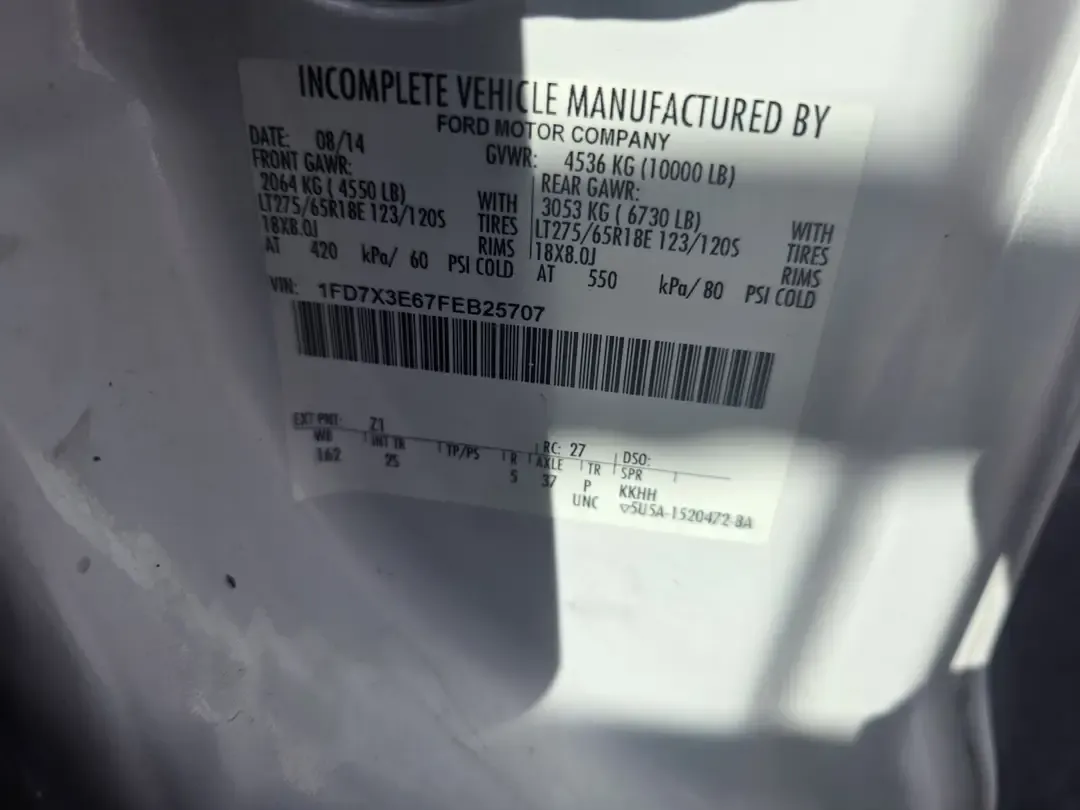 INCOMPLETE VEHICLE MANUFACTURED BY
FORD MOTOR COMPANY
DATE: 08/14 GVWR: 4536 KG (10000 LB)
FRONT GAWR: REAR GAWR:
2064 KG ( 4550 LB) WITH 3053 KG ( 6730 LB) WITH
LT275/65R18E 123/120S TIRES LT275/65R18E 123/120S TIRES
18X8.0J RIMS 18X8.0J RIMS
AT 420 kPa/ 60 PSI COLD AT 550 kPa/ 80 PSI COLD
VIN: 1FD7X3E67FEB25707
EXT PNT: Z1 RC: 27 DSO:
WB INT TR TP/PS R AXLE TR SPR
162 2S 5 37 P KKHH
UNC ▽5U5A-1520472-BA